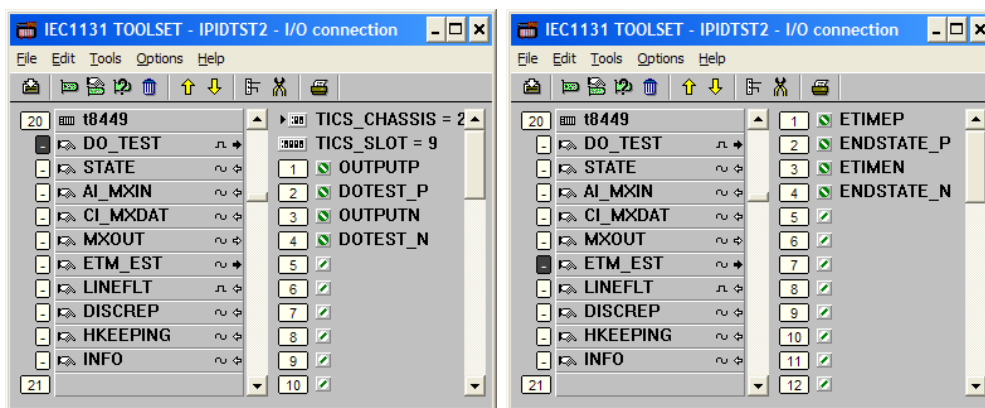 IEC1131 TOOLSET - IPIDTST2 - I/O connection
File Edit Tools Options Help
20 t8449
- DO_TEST
- STATE
- AI_MXIN
- CI_MXDAT
- MXOUT
- ETM_EST
- LINEFLT
- DISCREP
- HKEEPING
- INFO
21
TICS_CHASSIS = 2
TICS_SLOT = 9
1 OUTPUTP
2 DOTEST_P
3 OUTPUTN
4 DOTEST_N
5
6
7
8
9
10
IEC1131 TOOLSET - IPIDTST2 - I/O connection
File Edit Tools Options Help
20 t8449
- DO_TEST
- STATE
- AI_MXIN
- CI_MXDAT
- MXOUT
- ETM_EST
- LINEFLT
- DISCREP
- HKEEPING
- INFO
21
1 ETIMEP
2 ENDSTATE_P
3 ETIMEN
4 ENDSTATE_N
5
6
7
8
9
10
11
12